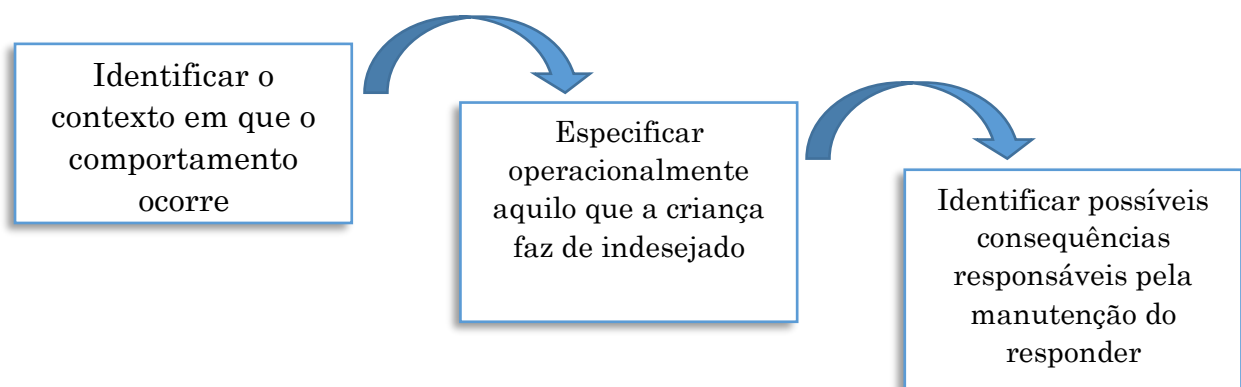 Identificar o
contexto em que o
comportamento
ocorre
Especificar
operacionalmente
aquilo que a criança
faz de indesejado
Identificar possíveis
consequências
responsáveis pela
manutenção do
responder